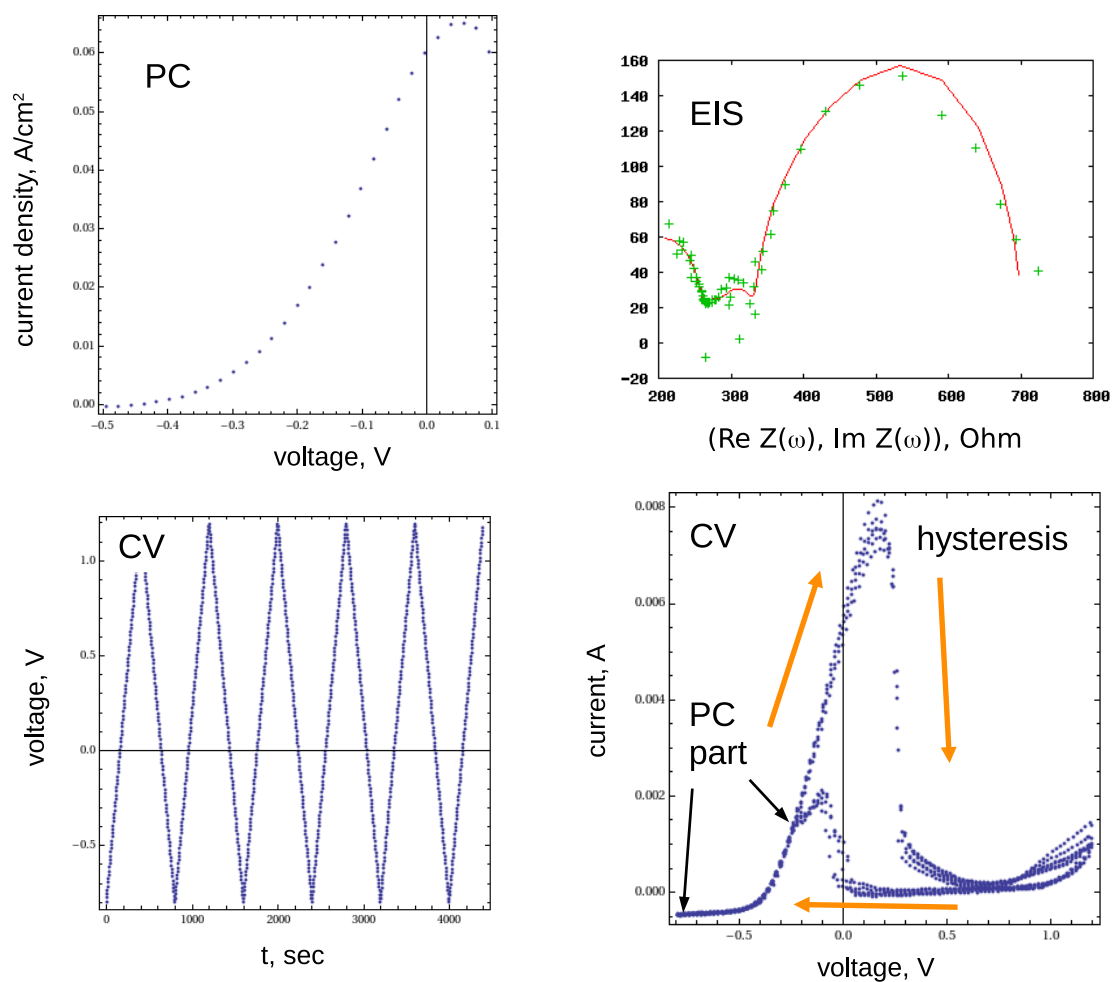 PC
current density, A/cm²
0.06
0.05
0.04
0.03
0.02
0.01
0.00
−0.5 −0.4 −0.3 −0.2 −0.1 0.0 0.1
voltage, V
EIS
160
140
120
100
80
60
40
20
0
−20
200 300 400 500 600 700 800
(Re Z(ω), Im Z(ω)), Ohm
CV
voltage, V
1.0
0.5
0.0
−0.5
0 1000 2000 3000 4000
t, sec
CV
hysteresis
PC
part
current, A
0.008
0.006
0.004
0.002
0.000
−0.5 0.0 0.5 1.0
voltage, V